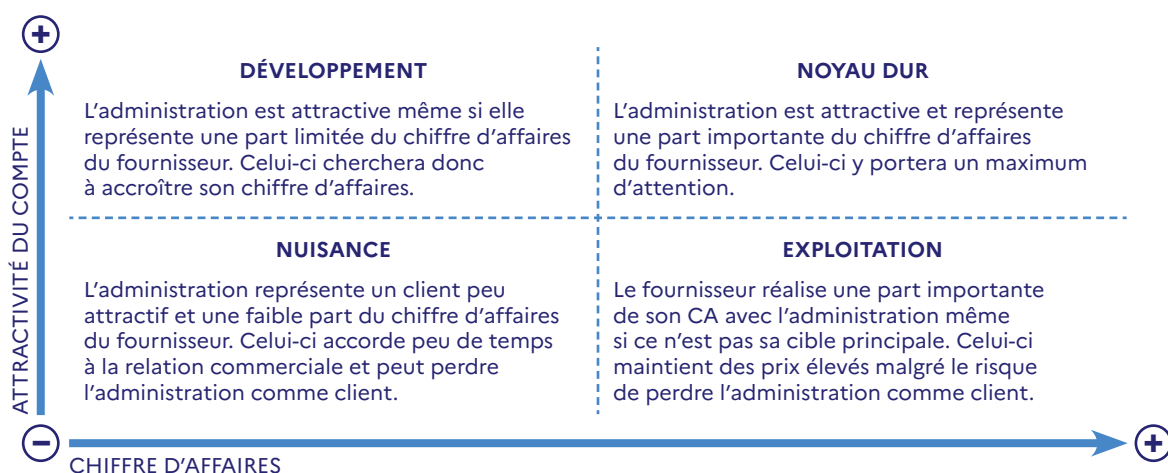 DÉVELOPPEMENT
L’administration est attractive même si elle
représente une part limitée du chiffre d’affaires
du fournisseur. Celui-ci cherchera donc
à accroître son chiffre d’affaires.
NOYAU DUR
L’administration est attractive et représente
une part importante du chiffre d’affaires
du fournisseur. Celui-ci y portera un maximum
d’attention.
NUISANCE
L’administration représente un client peu
attractif et une faible part du chiffre d’affaires
du fournisseur. Celui-ci accorde peu de temps
à la relation commerciale et peut perdre
l’administration comme client.
EXPLOITATION
Le fournisseur réalise une part importante
de son CA avec l’administration même
si ce n’est pas sa cible principale. Celui-ci
maintient des prix élevés malgré le risque
de perdre l’administration comme client.
ATTRACTIVITÉ DU COMPTE
CHIFFRE D’AFFAIRES